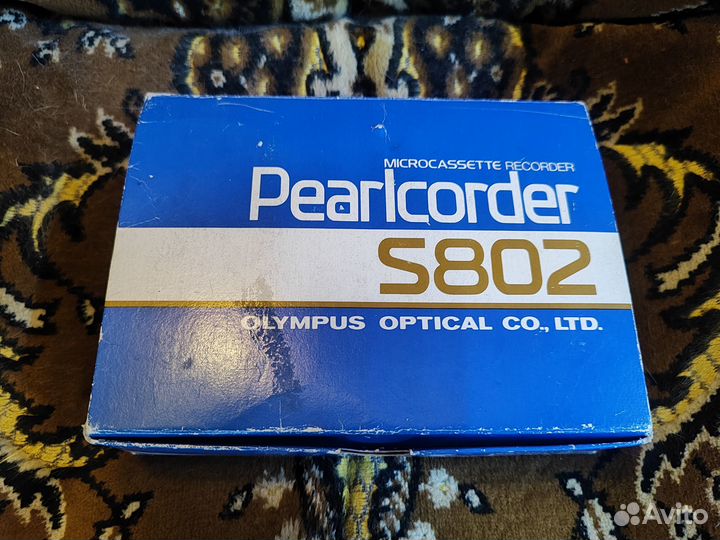 MICROCASSETTE RECORDER
Pearlcorder
S802
OLYMPUS OPTICAL CO., LTD.
Avito